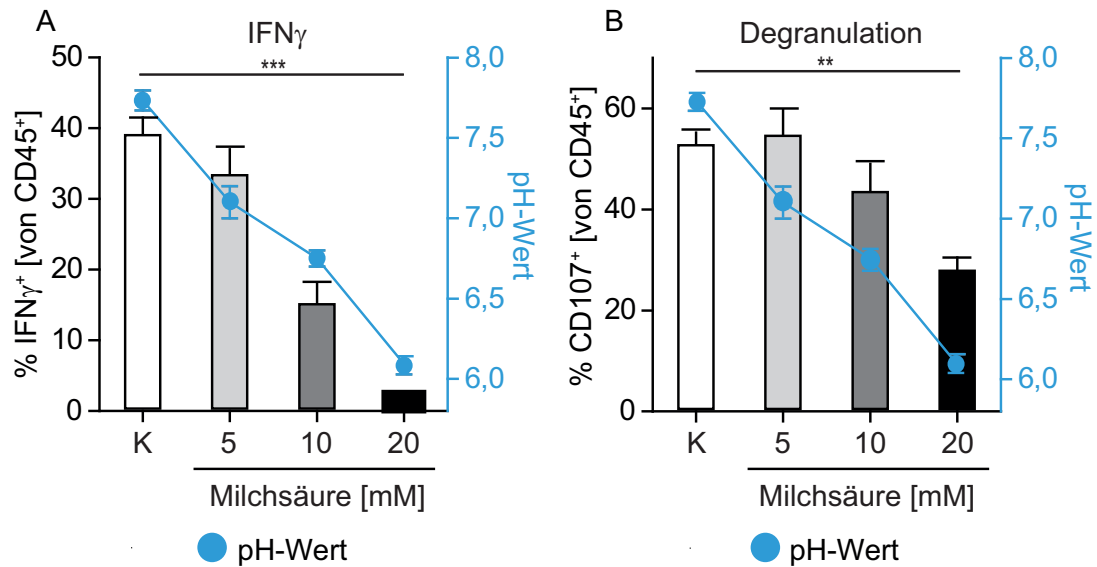 A
IFNγ
50
40
30
20
10
0
% IFNγ⁺ [von CD45⁺]
***
8,0
7,5
7,0
6,5
6,0
pH-Wert
K 5 10 20
Milchsäure [mM]
pH-Wert
B
Degranulation
60
40
20
0
% CD107⁺ [von CD45⁺]
**
8,0
7,5
7,0
6,5
6,0
pH-Wert
K 5 10 20
Milchsäure [mM]
pH-Wert